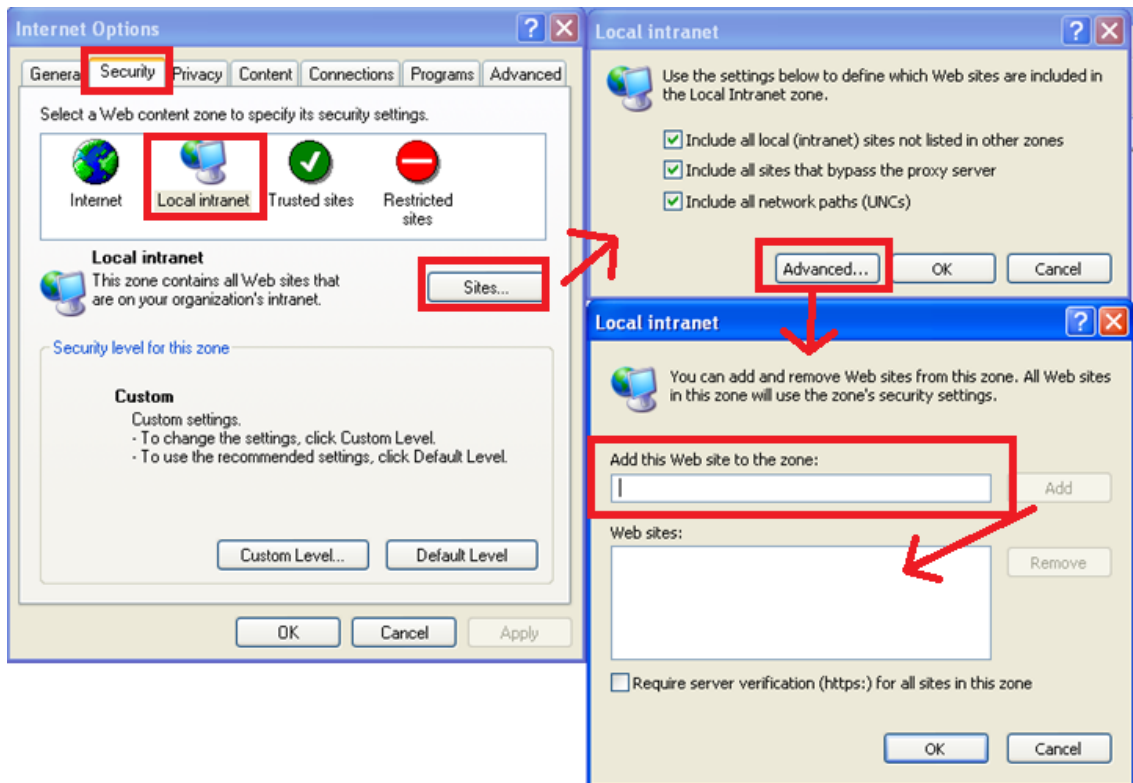 Internet Options
General Security Privacy Content Connections Programs Advanced
Select a Web content zone to specify its security settings.
Internet
Local intranet
Trusted sites
Restricted
sites
Local intranet
This zone contains all Web sites that
are on your organization's intranet.
Sites...
Security level for this zone
Custom
Custom settings.
- To change the settings, click Custom Level.
- To use the recommended settings, click Default Level.
Custom Level...
Default Level
OK
Cancel
Apply
Local intranet
Use the settings below to define which Web sites are included in
the Local Intranet zone.
Include all local (intranet) sites not listed in other zones
Include all sites that bypass the proxy server
Include all network paths (UNCs)
Advanced...
OK
Cancel
Local intranet
You can add and remove Web sites from this zone. All Web sites
in this zone will use the zone's security settings.
Add this Web site to the zone:
Add
Web sites:
Remove
Require server verification (https:) for all sites in this zone
OK
Cancel